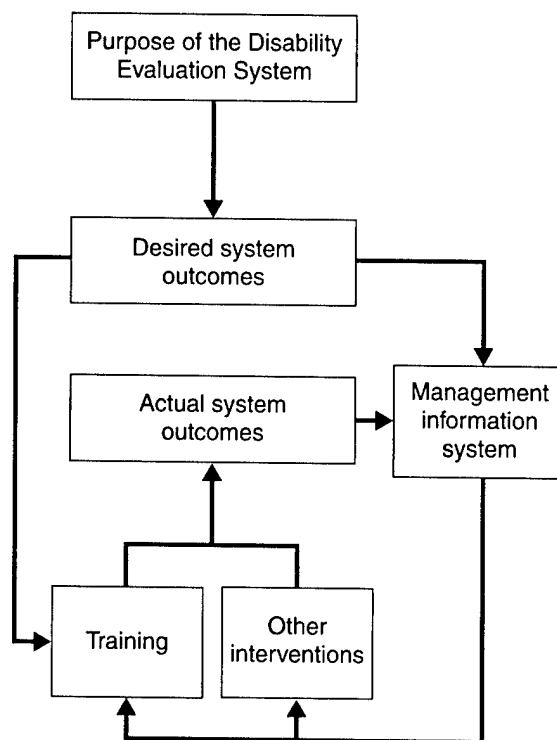 Purpose of the Disability
Evaluation System
Desired system
outcomes
Actual system
outcomes
Management
information
system
Training
Other
interventions